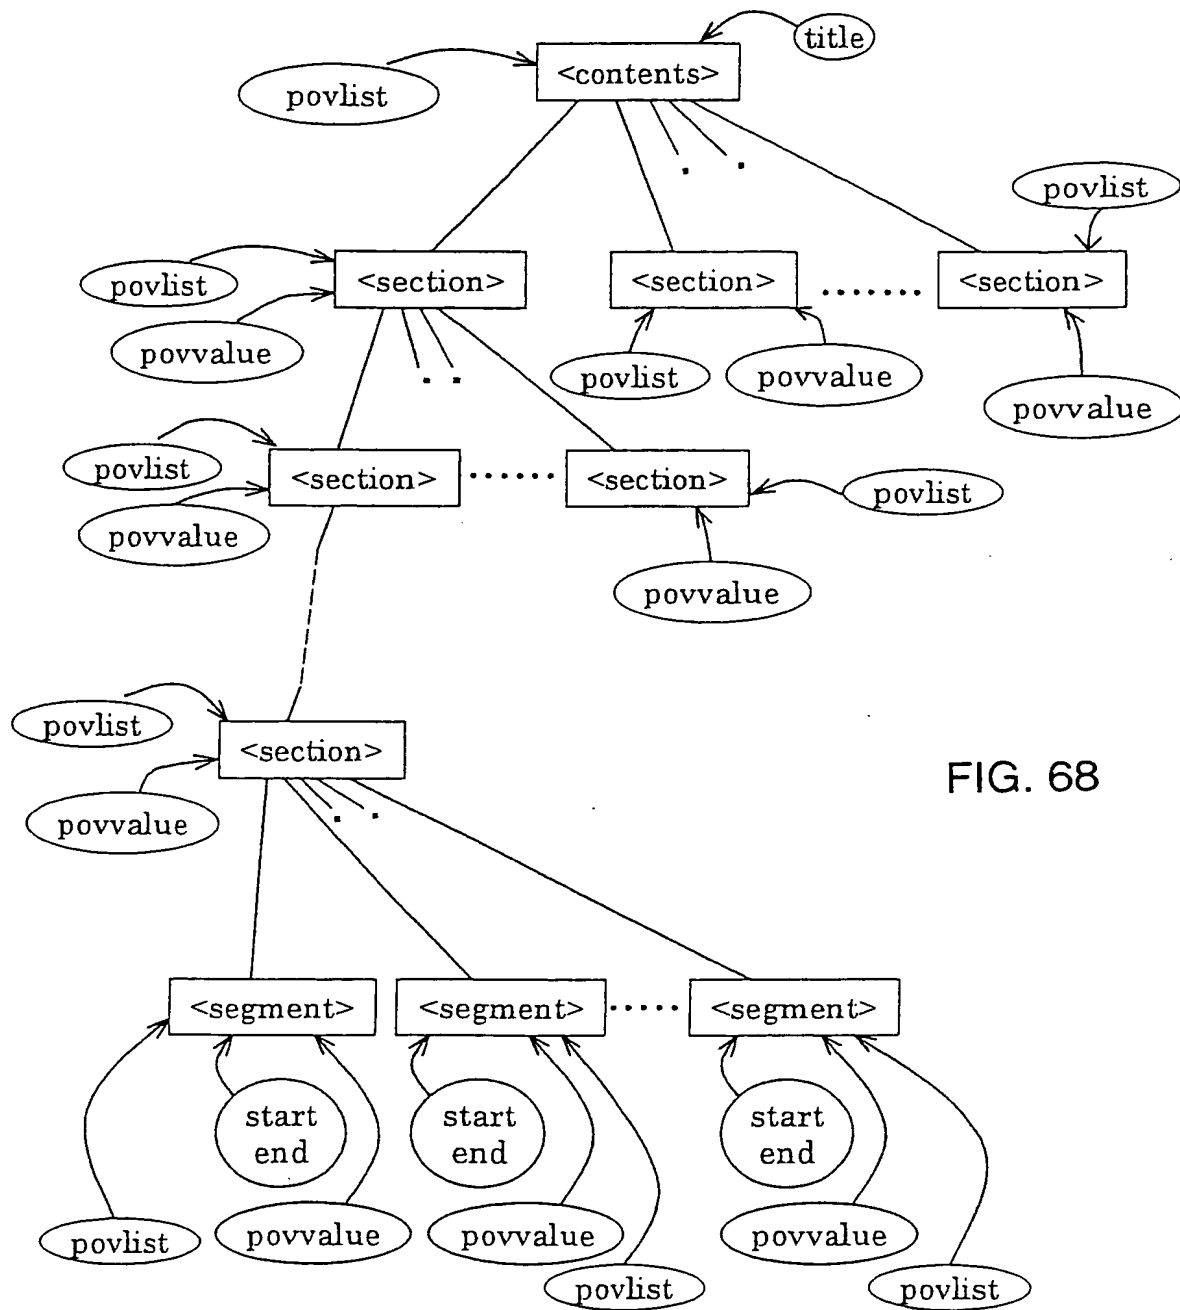 title
<contents>
povlist
povlist
<section>
<section>
<section>
povlist
povvalue
povlist
povvalue
povvalue
povlist
<section>
<section>
povlist
povvalue
povvalue
povlist
<section>
povvalue
FIG. 68
<segment>
<segment>
<segment>
start
end
start
end
start
end
povlist
povvalue
povvalue
povvalue
povlist
povlist